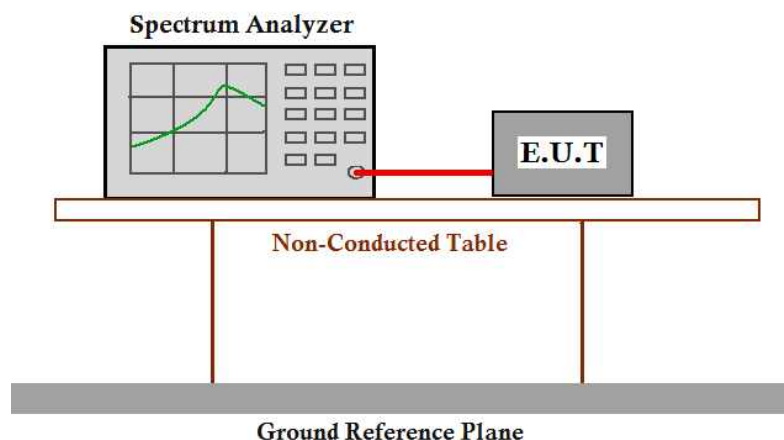 Spectrum Analyzer
E.U.T
Non-Conducted Table
Ground Reference Plane